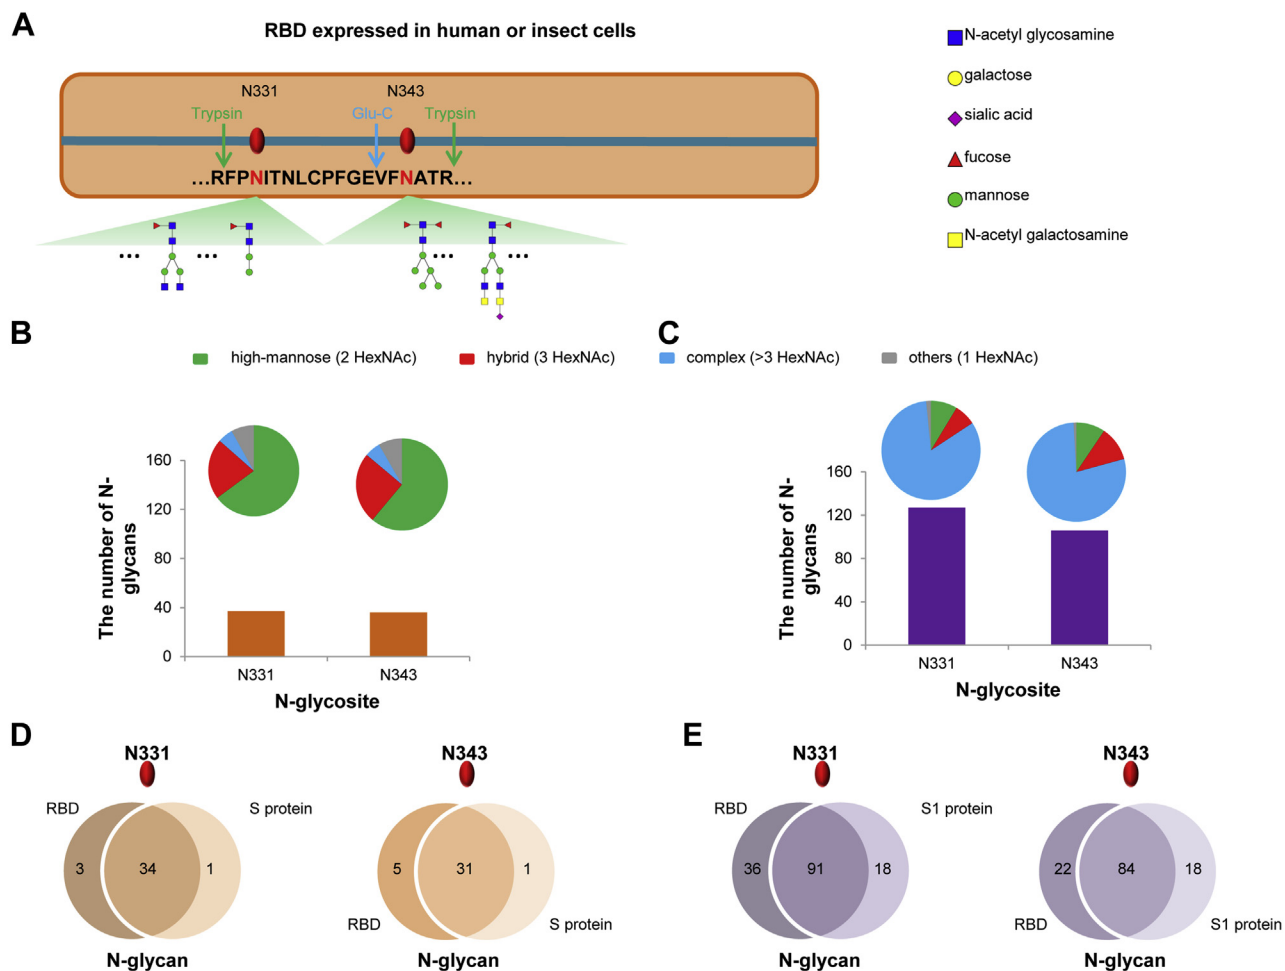 A
RBD expressed in human or insect cells
N331
N343
Trypsin
Glu-C
Trypsin
...RFPNITNLCPFGEVFNATR...
...
...
...
...
N-acetyl glycosamine
galactose
sialic acid
fucose
mannose
N-acetyl galactosamine
B
C
high-mannose (2 HexNAc)
hybrid (3 HexNAc)
complex (>3 HexNAc)
others (1 HexNAc)
The number of N-
glycans
160
120
80
40
0
N331
N343
N-glycosite
The number of N-
glycans
160
120
80
40
0
N331
N343
N-glycosite
D
N331
RBD
S protein
3
34
1
N-glycan
N343
5
31
1
RBD
S protein
N-glycan
E
N331
RBD
S1 protein
36
91
18
N-glycan
N343
22
84
18
RBD
S1 protein
N-glycan